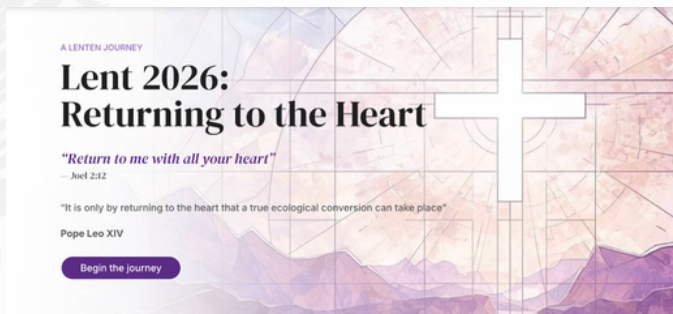 A LENTEN JOURNEY
Lent 2026:
Returning to the Heart
“Return to me with all your heart”
— Joel 2:12
“It is only by returning to the heart that a true ecological conversion can take place”
Pope Leo XIV
Begin the journey